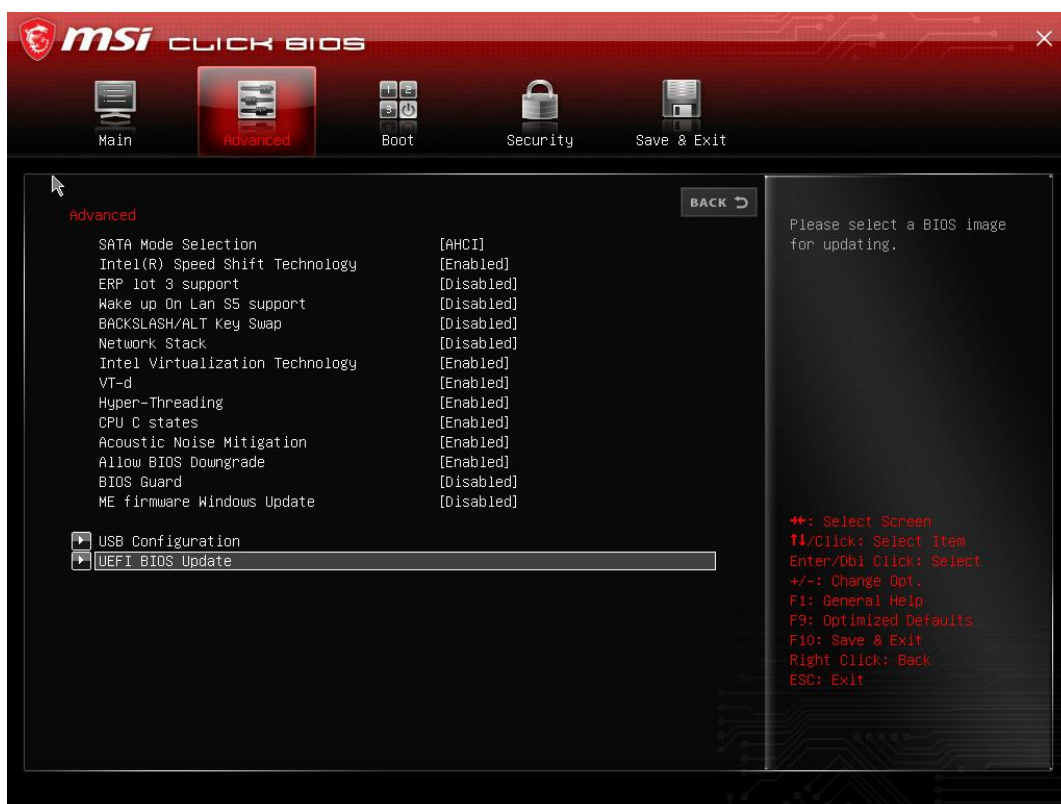 msi CLICK BIOS
Main
Advanced
Boot
Security
Save & Exit
BACK
Advanced
SATA Mode Selection [AHCI]
Intel(R) Speed Shift Technology [Enabled]
ERP lot 3 support [Disabled]
Wake up On Lan S5 support [Disabled]
BACKSLASH/ALT Key Swap [Disabled]
Network Stack [Disabled]
Intel Virtualization Technology [Enabled]
VT-d [Enabled]
Hyper-Threading [Enabled]
CPU C states [Enabled]
Acoustic Noise Mitigation [Enabled]
Allow BIOS Downgrade [Enabled]
BIOS Guard [Disabled]
ME firmware Windows Update [Disabled]
USB Configuration
UEFI BIOS Update
Please select a BIOS image
for updating.
→←: Select Screen
↑↓/Click: Select Item
Enter/Dbl Click: Select
+/-: Change Opt.
F1: General Help
F9: Optimized Defaults
F10: Save & Exit
Right Click: Back
ESC: Exit